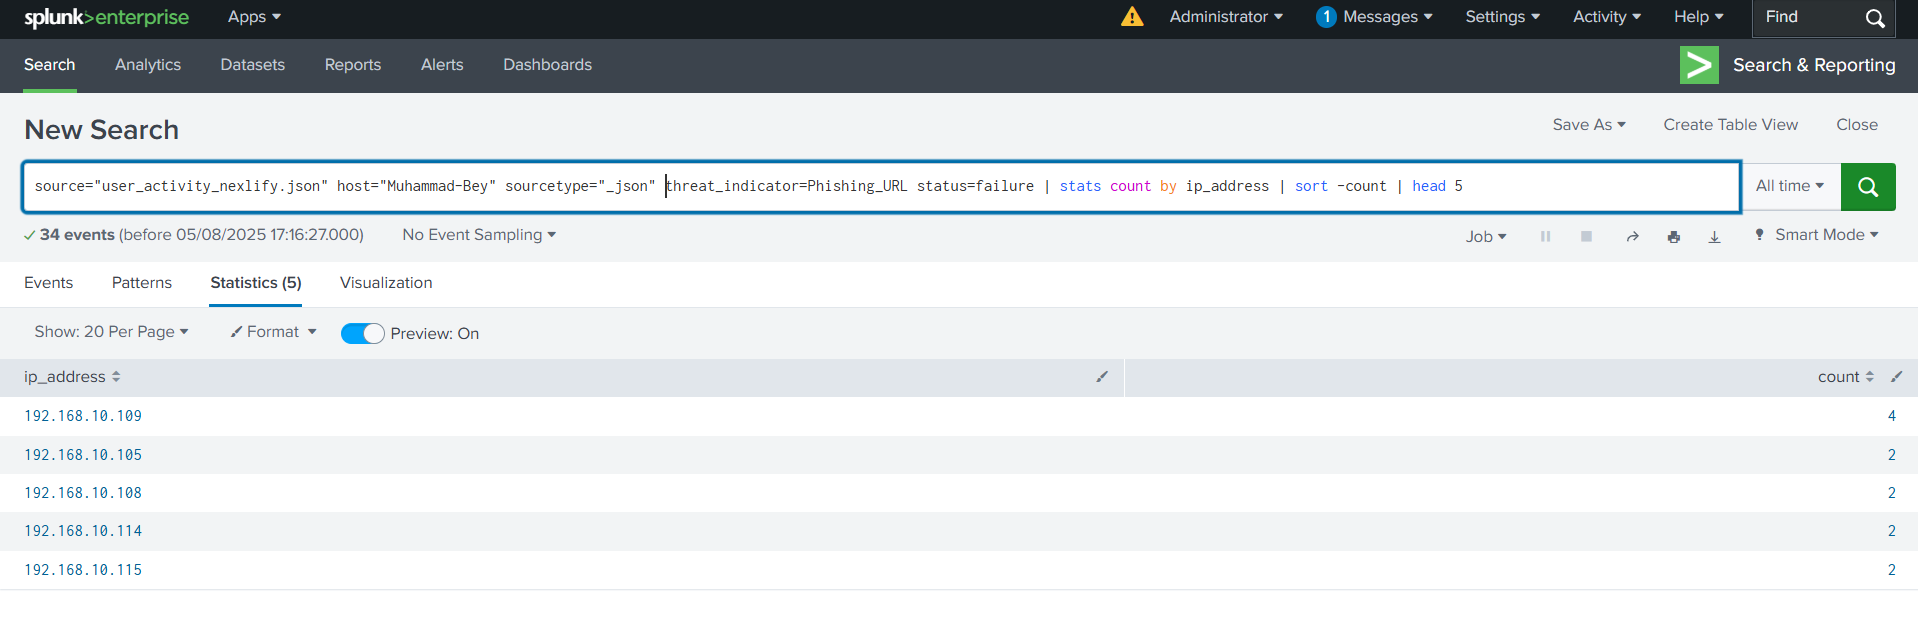 splunk>enterprise Apps Administrator 1 Messages Settings Activity Help Find
Search Analytics Datasets Reports Alerts Dashboards > Search & Reporting
New Search Save As Create Table View Close
source="user_activity_nexlify.json" host="Muhammad-Bey" sourcetype="_json" threat_indicator=Phishing_URL status=failure | stats count by ip_address | sort -count | head 5 All time
34 events (before 05/08/2025 17:16:27.000) No Event Sampling Job Smart Mode
Events Patterns Statistics (5) Visualization
Show: 20 Per Page Format Preview: On
ip_address count
192.168.10.109 4
192.168.10.105 2
192.168.10.108 2
192.168.10.114 2
192.168.10.115 2